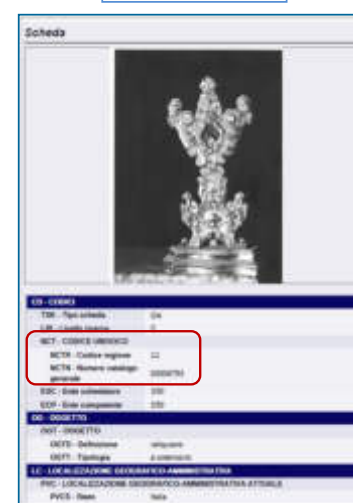 Scheda
CD - CODICI
TSK - Tipo scheda OA
LIR - Livello ricerca
NCT - CODICE UNIVOCO
NCTR - Codice regione 12
NCTN - Numero catalogo
generale
ESC - Ente schedatore
ECP - Ente competente
OG - OGGETTO
OGT - OGGETTO
OGTD - Definizione reliquiario
OGTT - Tipologia a ostensorio
LC - LOCALIZZAZIONE GEOGRAFICO-AMMINISTRATIVA
PVC - LOCALIZZAZIONE GEOGRAFICO-AMMINISTRATIVA ATTUALE
PVCS - Stato Italia